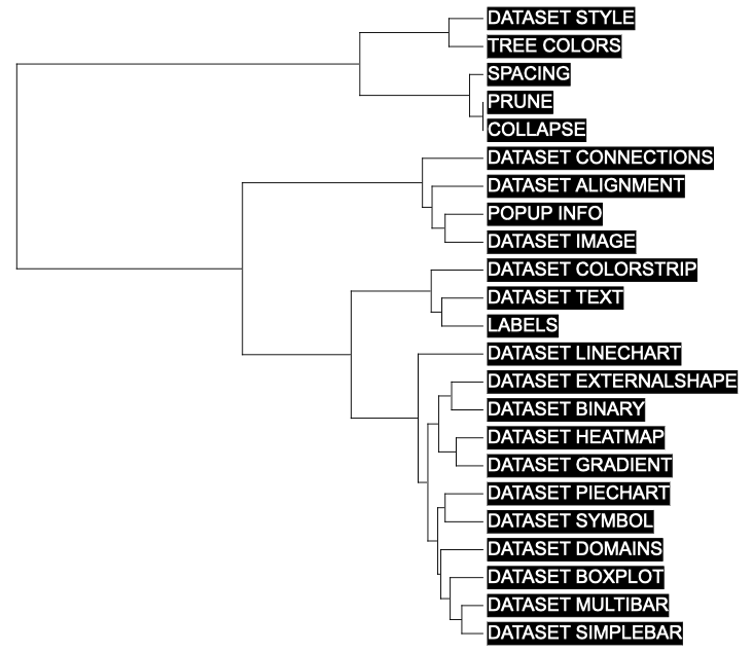 DATASET STYLE
TREE COLORS
SPACING
PRUNE
COLLAPSE
DATASET CONNECTIONS
DATASET ALIGNMENT
POPUP INFO
DATASET IMAGE
DATASET COLORSTRIP
DATASET TEXT
LABELS
DATASET LINECHART
DATASET EXTERNALSHAPE
DATASET BINARY
DATASET HEATMAP
DATASET GRADIENT
DATASET PIECHART
DATASET SYMBOL
DATASET DOMAINS
DATASET BOXPLOT
DATASET MULTIBAR
DATASET SIMPLEBAR